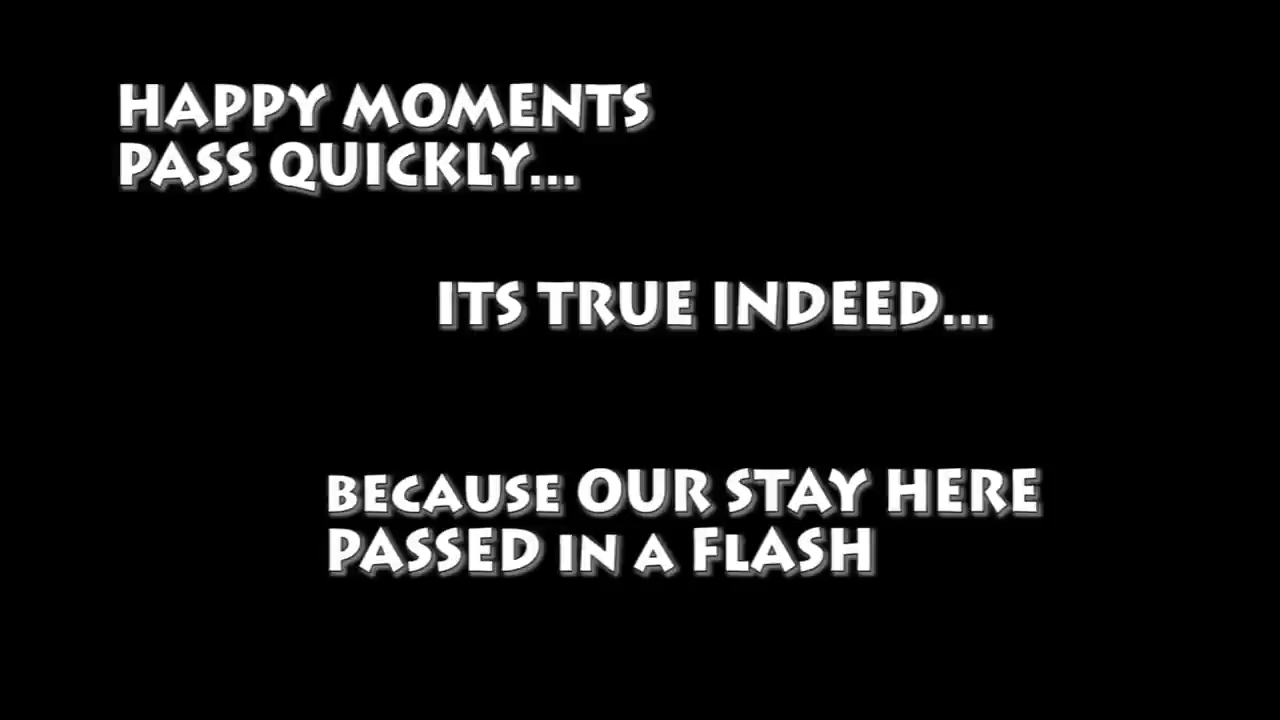 HAPPY MOMENTS
PASS QUICKLY...
ITS TRUE INDEED...
BECAUSE OUR STAY HERE
PASSED IN A FLASH